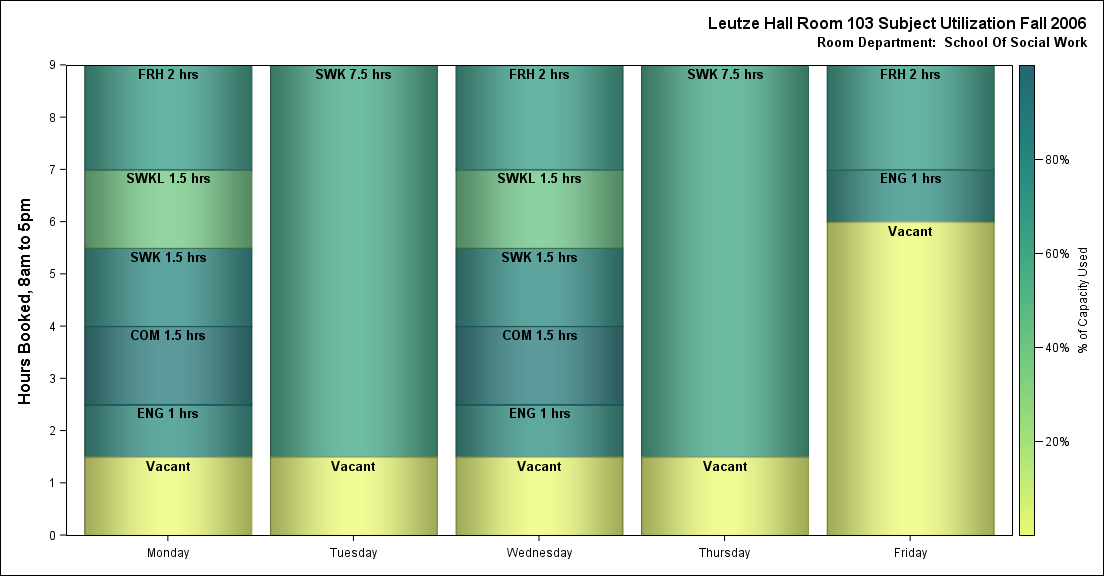 Leutze Hall Room 103 Subject Utilization Fall 2006
Room Department:  School Of Social Work
Hours Booked, 8am to 5pm
9
8
7
6
5
4
3
2
1
0
FRH 2 hrs
SWKL 1.5 hrs
SWK 1.5 hrs
COM 1.5 hrs
ENG 1 hrs
Vacant
SWK 7.5 hrs
Vacant
FRH 2 hrs
SWKL 1.5 hrs
SWK 1.5 hrs
COM 1.5 hrs
ENG 1 hrs
Vacant
SWK 7.5 hrs
Vacant
FRH 2 hrs
ENG 1 hrs
Vacant
Monday
Tuesday
Wednesday
Thursday
Friday
80%
60%
40%
20%
% of Capacity Used